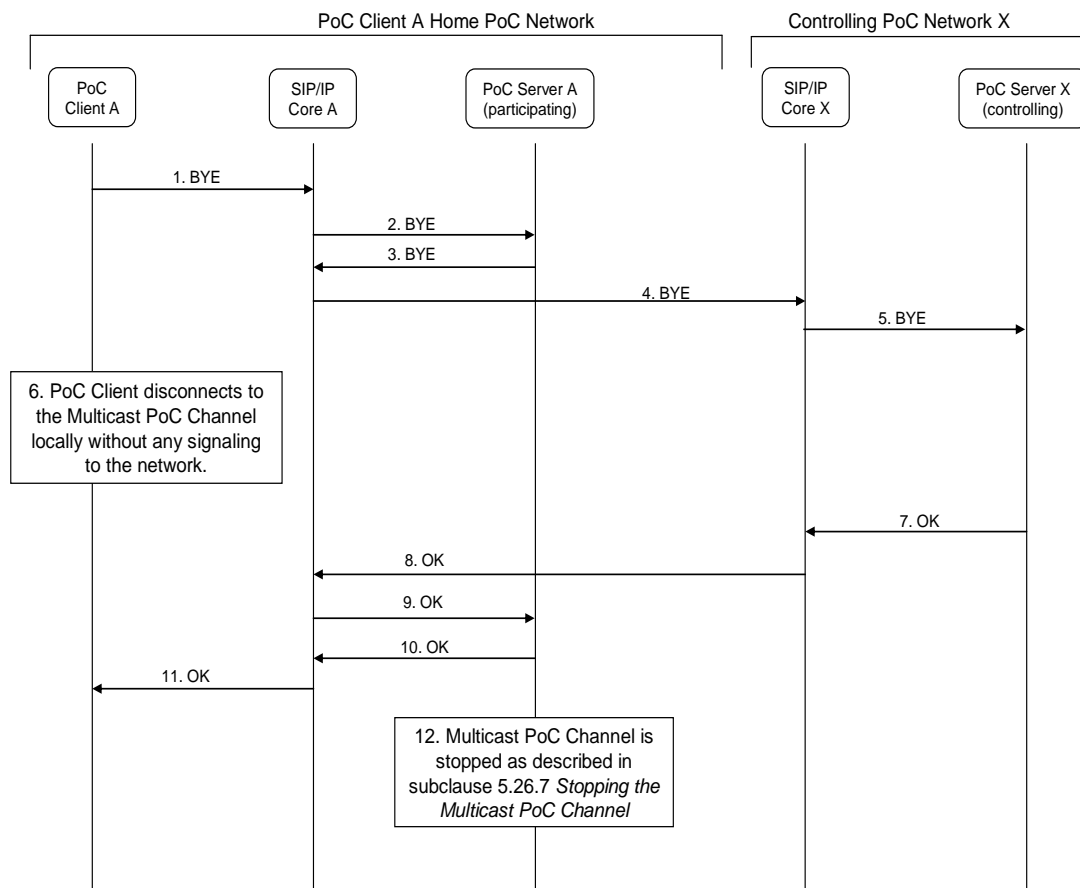 PoC Client A Home PoC Network
Controlling PoC Network X
PoC
Client A
SIP/IP
Core A
PoC Server A
(participating)
SIP/IP
Core X
PoC Server X
(controlling)
1. BYE
2. BYE
3. BYE
4. BYE
5. BYE
6. PoC Client disconnects to
the Multicast PoC Channel
locally without any signaling
to the network.
7. OK
8. OK
9. OK
10. OK
11. OK
12. Multicast PoC Channel is
stopped as described in
subclause 5.26.7 Stopping the
Multicast PoC Channel